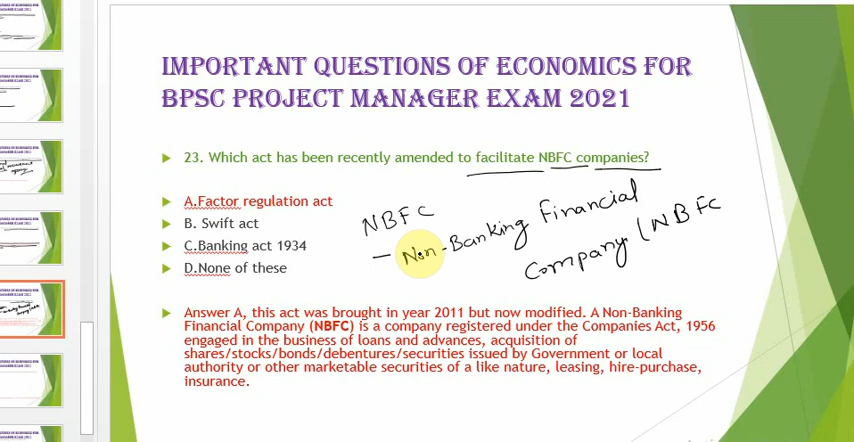 IMPORTANT QUESTIONS OF ECONOMICS FOR
BPSC PROJECT MANAGER EXAM 2021
23. Which act has been recently amended to facilitate NBFC companies?
A.Factor regulation act
B. Swift act
C.Banking act 1934
D.None of these
NBFC
– Non-Banking Financial
Company (NBFC
Answer A, this act was brought in year 2011 but now modified. A Non-Banking
Financial Company (NBFC) is a company registered under the Companies Act, 1956
engaged in the business of loans and advances, acquisition of
shares/stocks/bonds/debentures/securities issued by Government or local
authority or other marketable securities of a like nature, leasing, hire-purchase,
insurance.